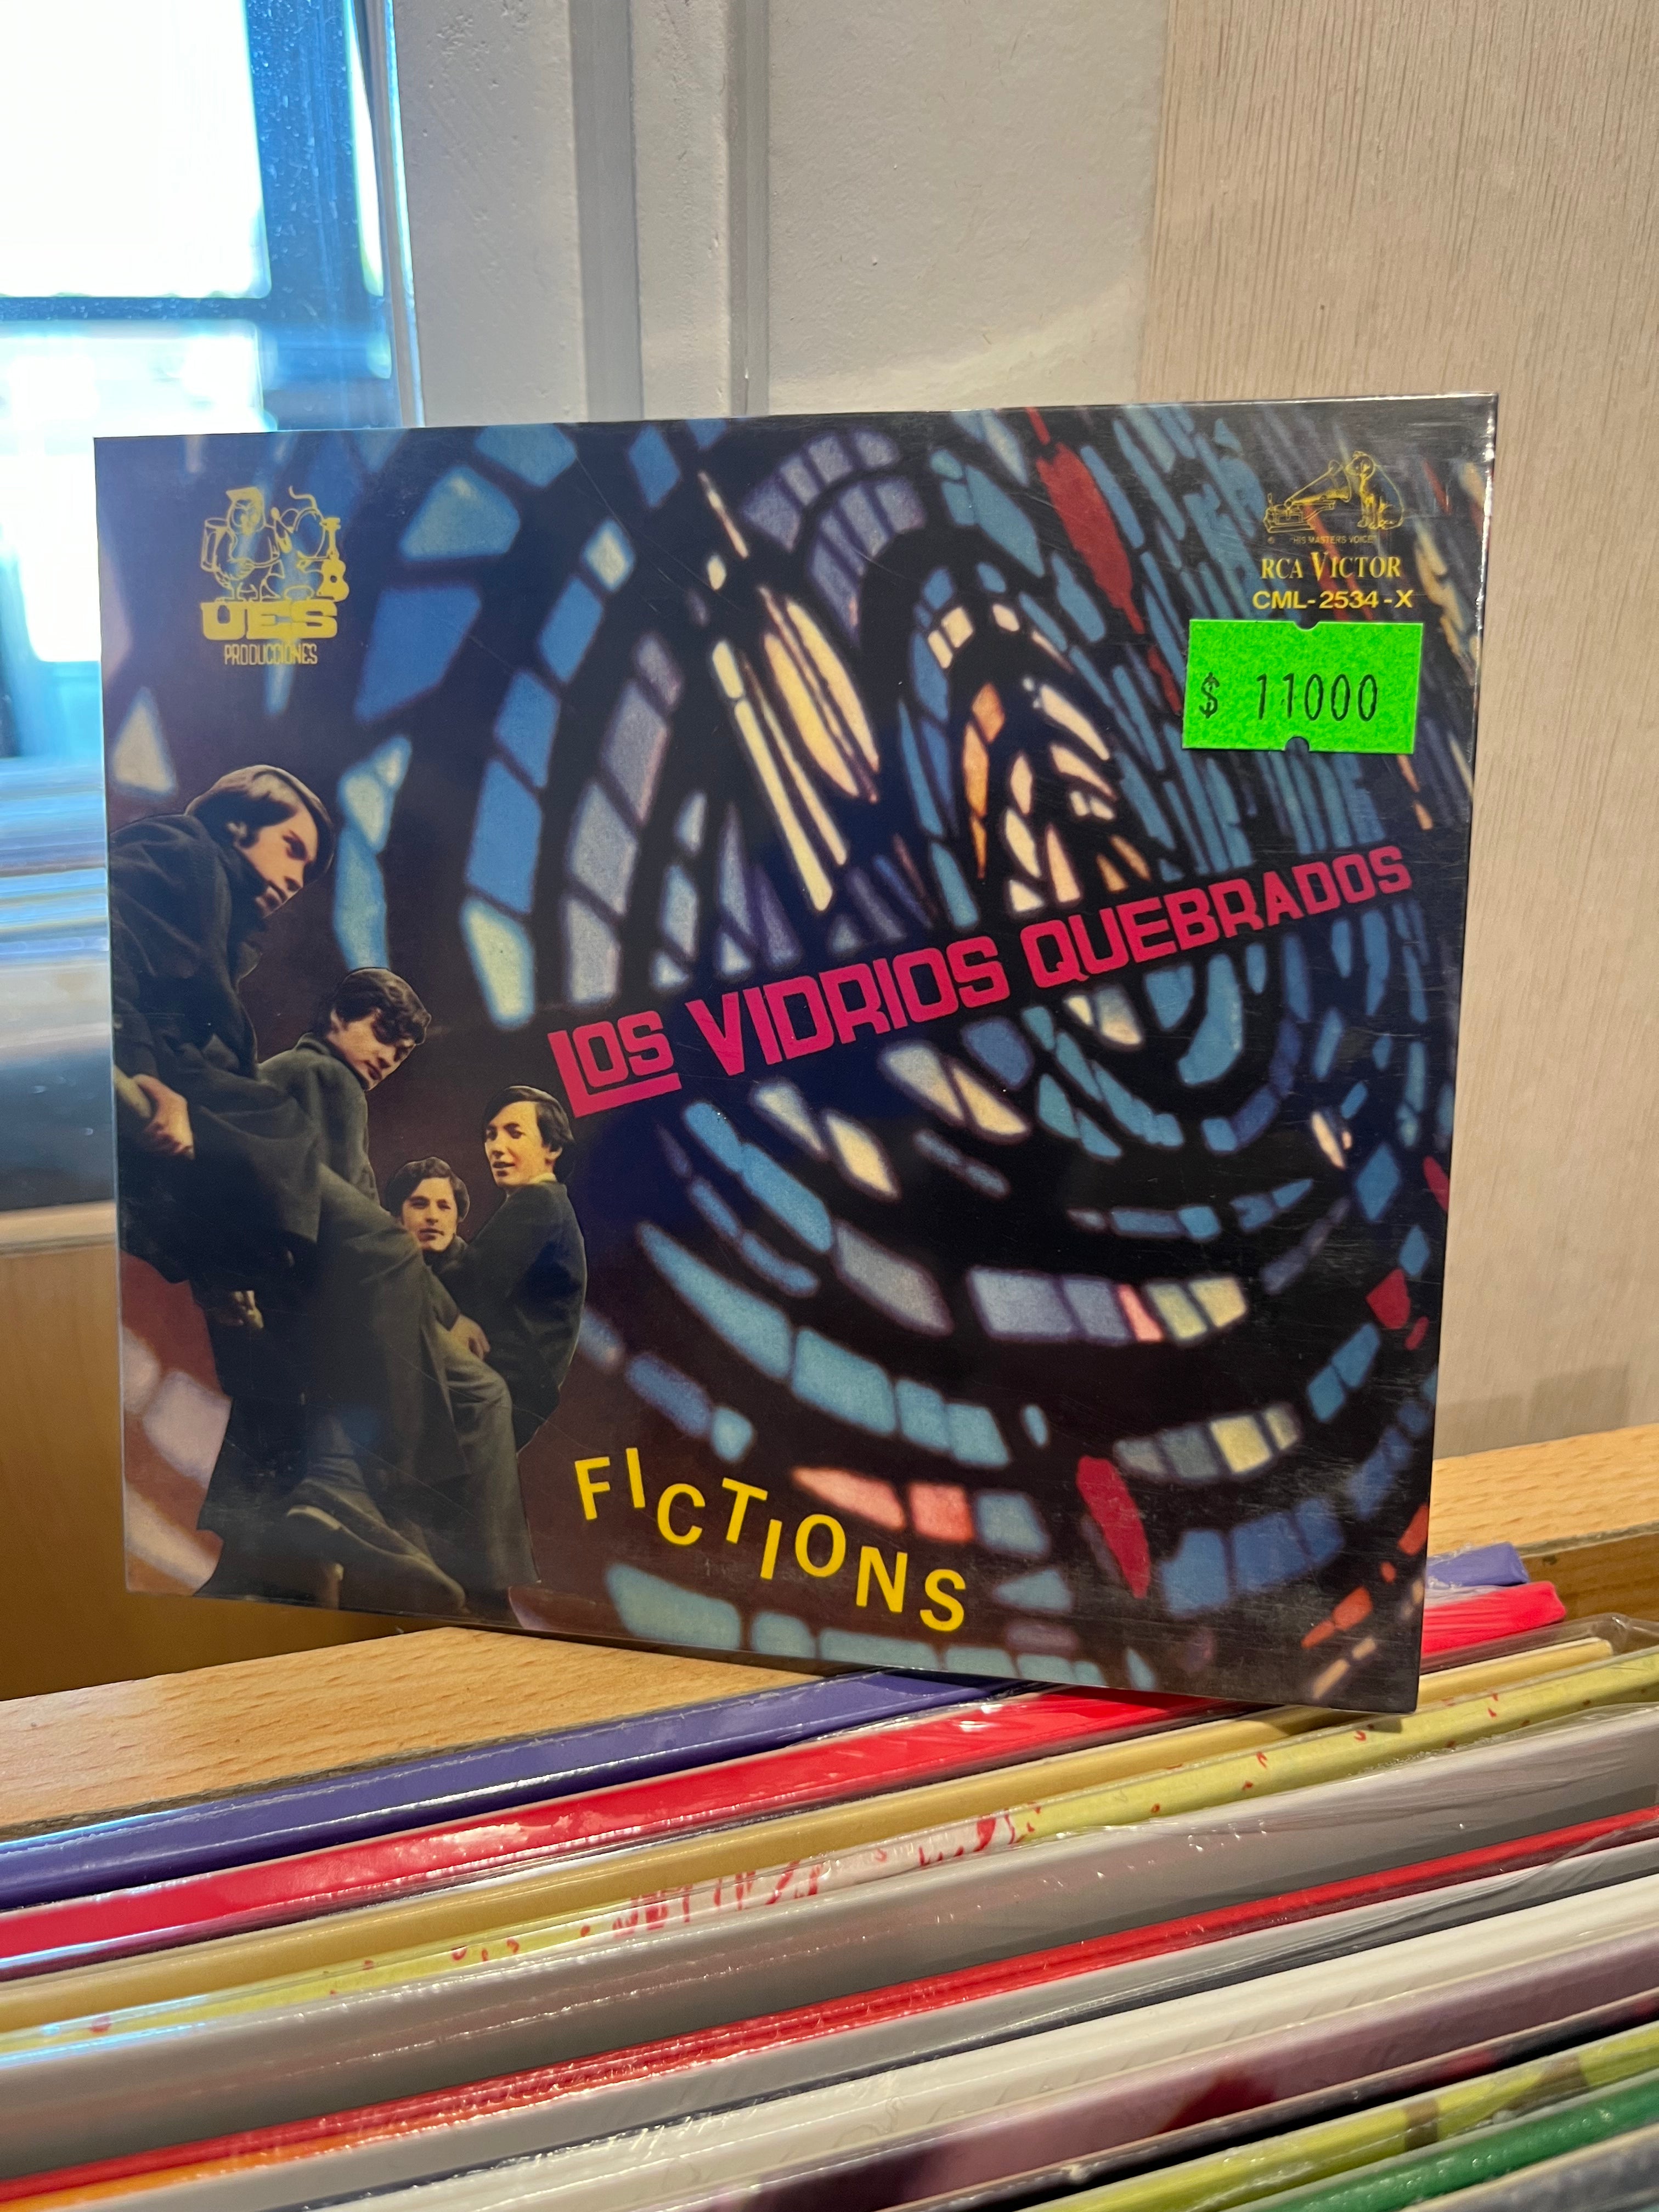 UES
PRODUCCIONES
"HIS MASTERS VOICE"
RCA VICTOR
CML-2534-X
$ 11000
LOS VIDRIOS QUEBRADOS
FICTIONS